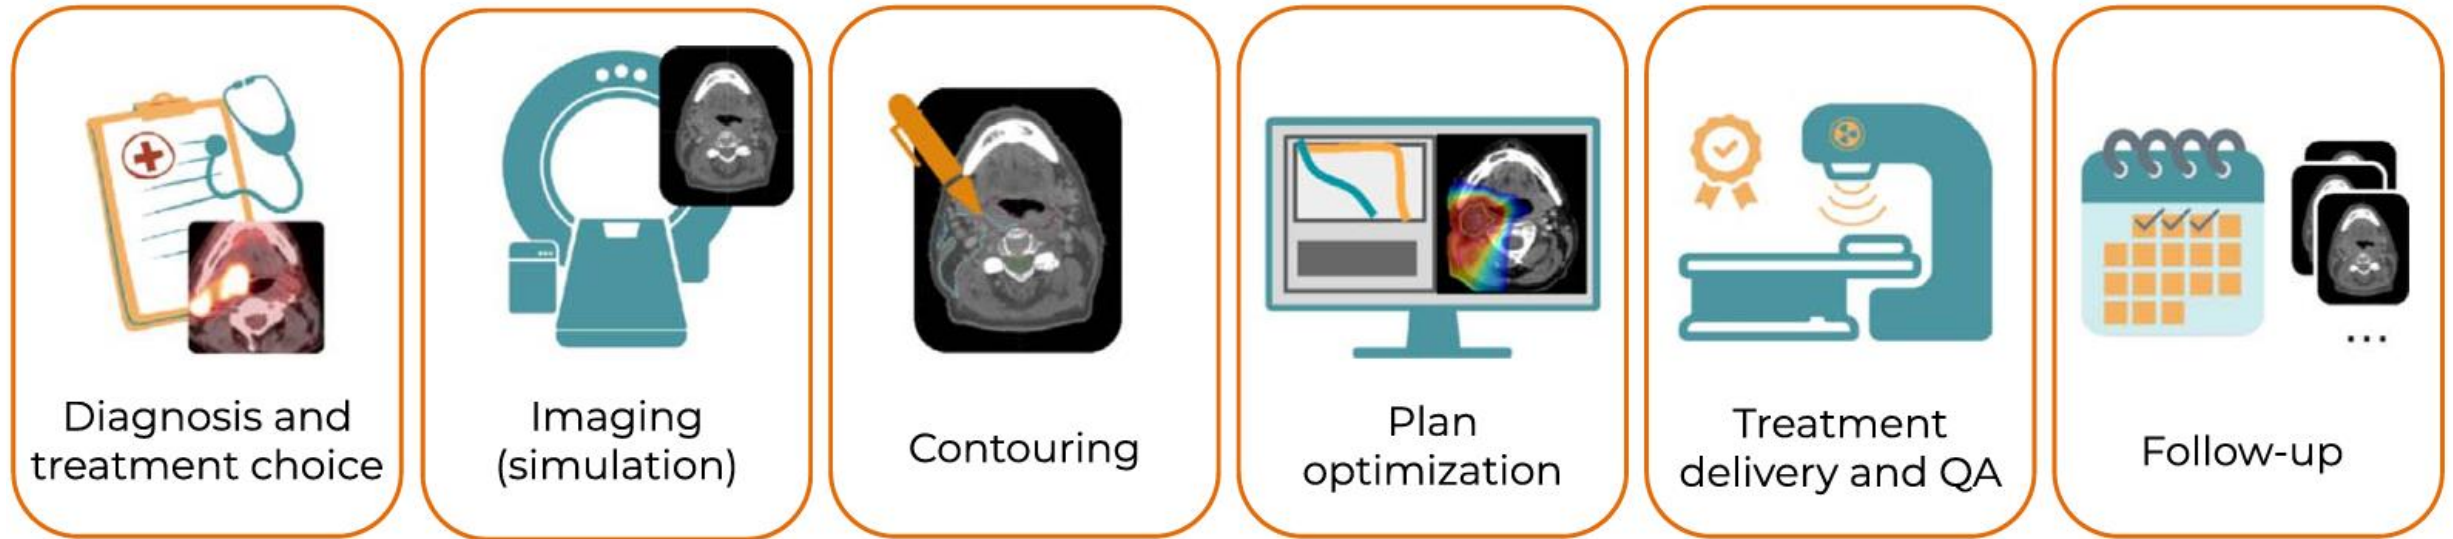 Diagnosis and
treatment choice
Imaging
(simulation)
Contouring
Plan
optimization
Treatment
delivery and QA
...
Follow-up